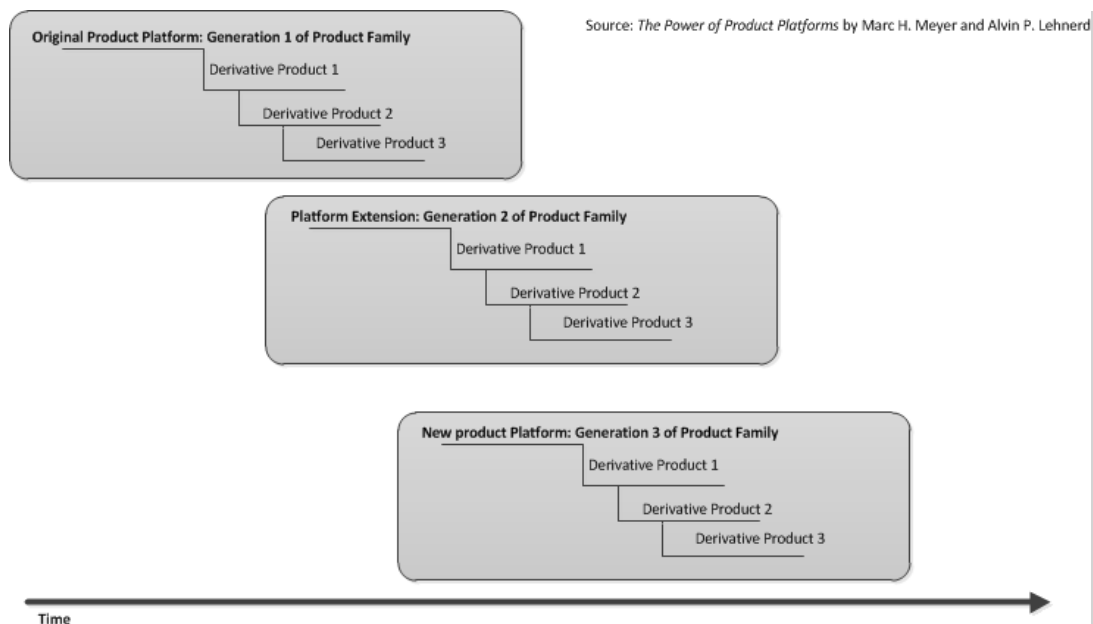 Source: The Power of Product Platforms by Marc H. Meyer and Alvin P. Lehnerd
Original Product Platform: Generation 1 of Product Family
Derivative Product 1
Derivative Product 2
Derivative Product 3
Platform Extension: Generation 2 of Product Family
Derivative Product 1
Derivative Product 2
Derivative Product 3
New product Platform: Generation 3 of Product Family
Derivative Product 1
Derivative Product 2
Derivative Product 3
Time